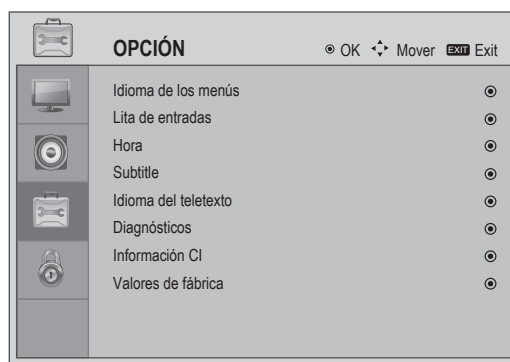 OPCIÓN OK Mover EXIT Exit
Idioma de los menús
Lita de entradas
Hora
Subtitle
Idioma del teletexto
Diagnósticos
Información CI
Valores de fábrica